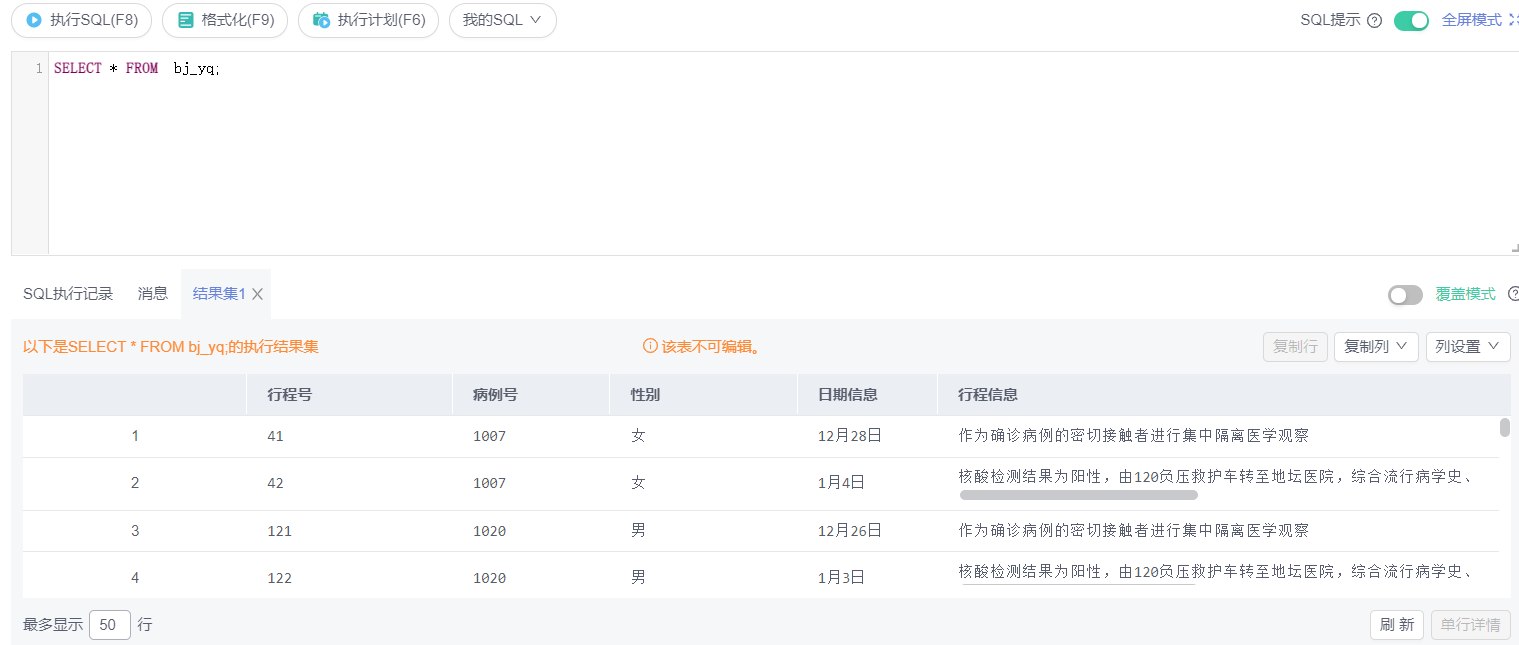 执行SQL(F8) 格式化(F9) 执行计划(F6) 我的SQL SQL提示 全屏模式
1 SELECT * FROM bj_yq;
SQL执行记录 消息 结果集1 覆盖模式
以下是SELECT * FROM bj_yq;的执行结果集 该表不可编辑。 复制行 复制列 列设置
行程号 病例号 性别 日期信息 行程信息
1 41 1007 女 12月28日 作为确诊病例的密切接触者进行集中隔离医学观察
2 42 1007 女 1月4日 核酸检测结果为阳性，由120负压救护车转至地坛医院，综合流行病学史、
3 121 1020 男 12月26日 作为确诊病例的密切接触者进行集中隔离医学观察
4 122 1020 男 1月3日 核酸检测结果为阳性，由120负压救护车转至地坛医院，综合流行病学史、
最多显示 50 行 刷 新 单行详情